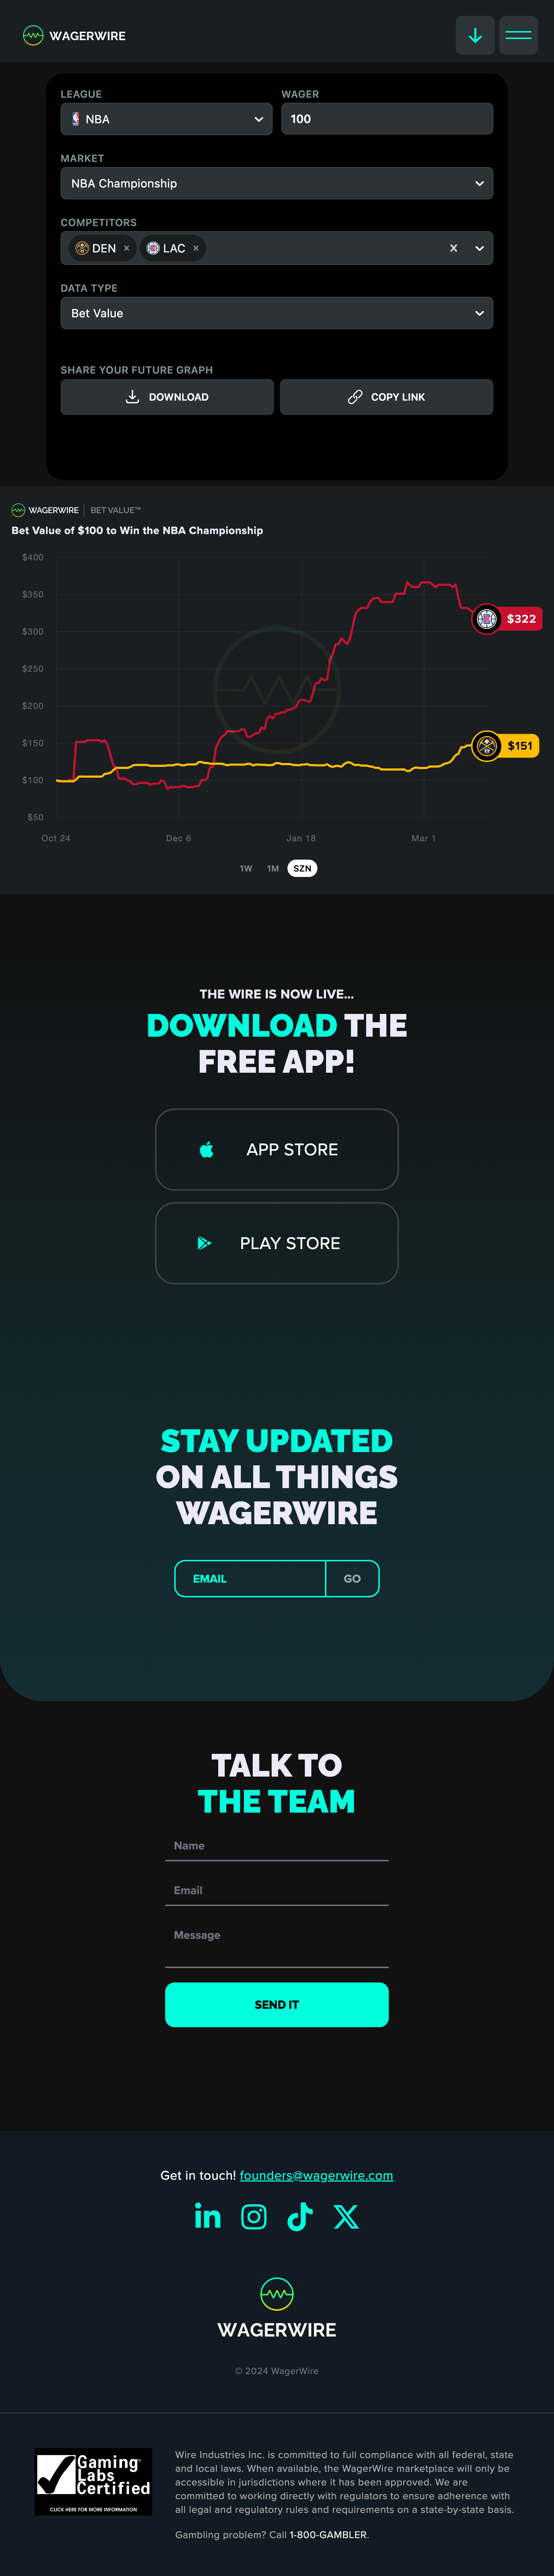 WAGERWIRE
LEAGUE
WAGER
NBA
100
MARKET
NBA Championship
COMPETITORS
DEN × LAC ×
DATA TYPE
Bet Value
SHARE YOUR FUTURE GRAPH
DOWNLOAD
COPY LINK
WAGERWIRE | BET VALUE™
Bet Value of $100 to Win the NBA Championship
$400
$350
$322
$300
$250
$200
$150
$151
$100
$50
Oct 24 Dec 6 Jan 18 Mar 1
1W 1M SZN
THE WIRE IS NOW LIVE...
DOWNLOAD THE
FREE APP!
APP STORE
PLAY STORE
STAY UPDATED
ON ALL THINGS
WAGERWIRE
EMAIL GO
TALK TO
THE TEAM
Name
Email
Message
SEND IT
Get in touch! founders@wagerwire.com
in
WAGERWIRE
© 2024 WagerWire
Gaming
Labs
Certified
CLICK HERE FOR MORE INFORMATION
Wire Industries Inc. is committed to full compliance with all federal, state
and local laws. When available, the WagerWire marketplace will only be
accessible in jurisdictions where it has been approved. We are
committed to working directly with regulators to ensure adherence with
all legal and regulatory rules and requirements on a state-by-state basis.
Gambling problem? Call 1-800-GAMBLER.